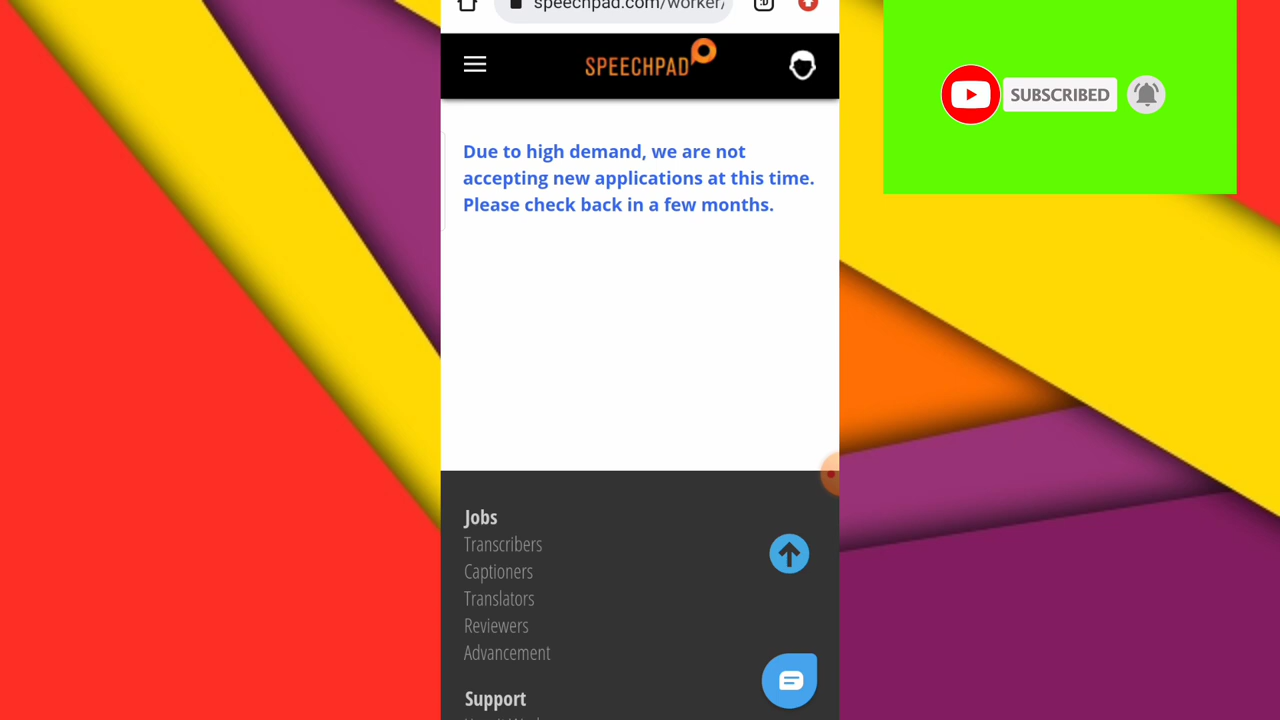 speechpad.com/worker/
SPEECHPAD
SUBSCRIBED
Due to high demand, we are not
accepting new applications at this time.
Please check back in a few months.
Jobs
Transcribers
Captioners
Translators
Reviewers
Advancement
Support